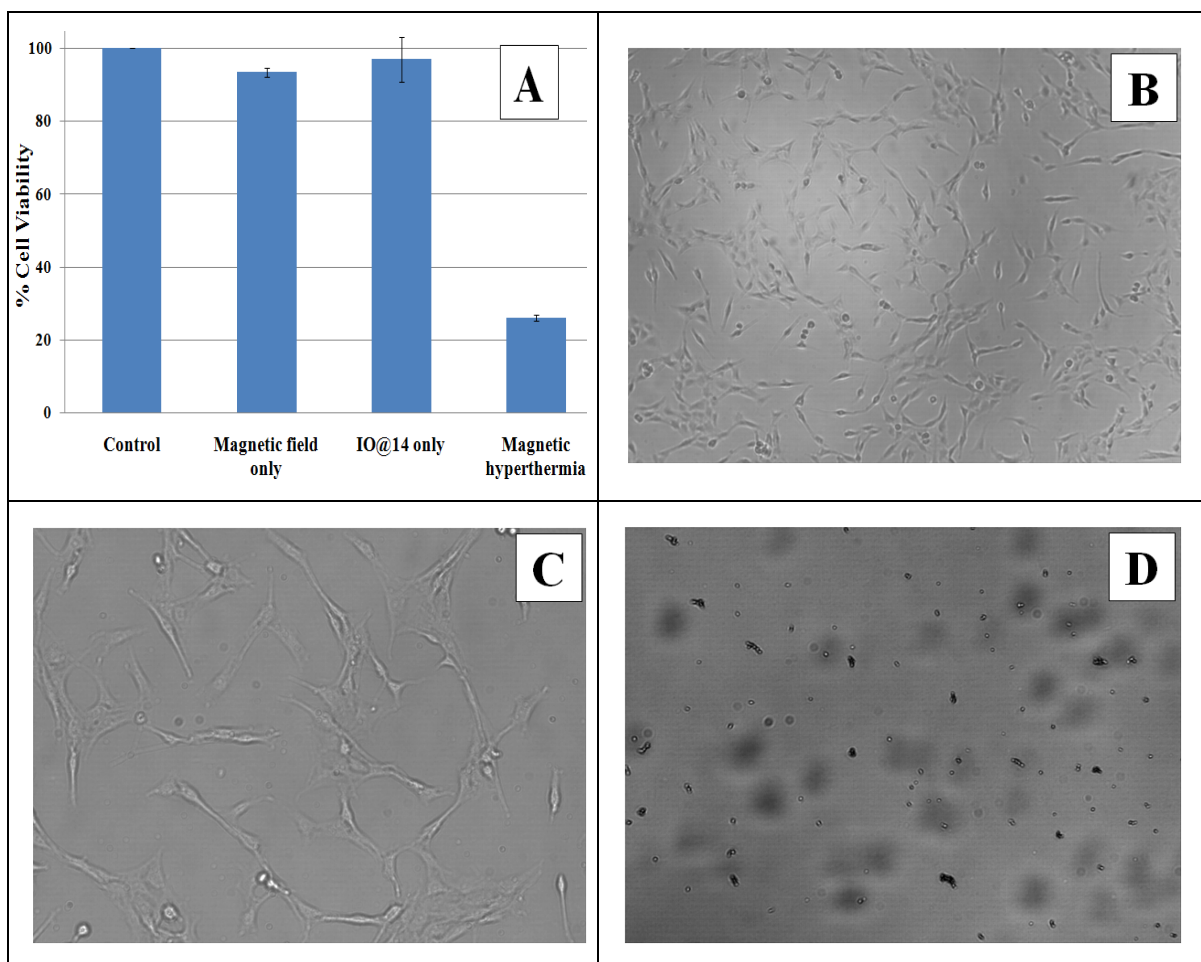 100
80
60
40
20
0
% Cell Viability
Control
Magnetic field
only
IO@14 only
Magnetic
hyperthermia
A
B
C
D